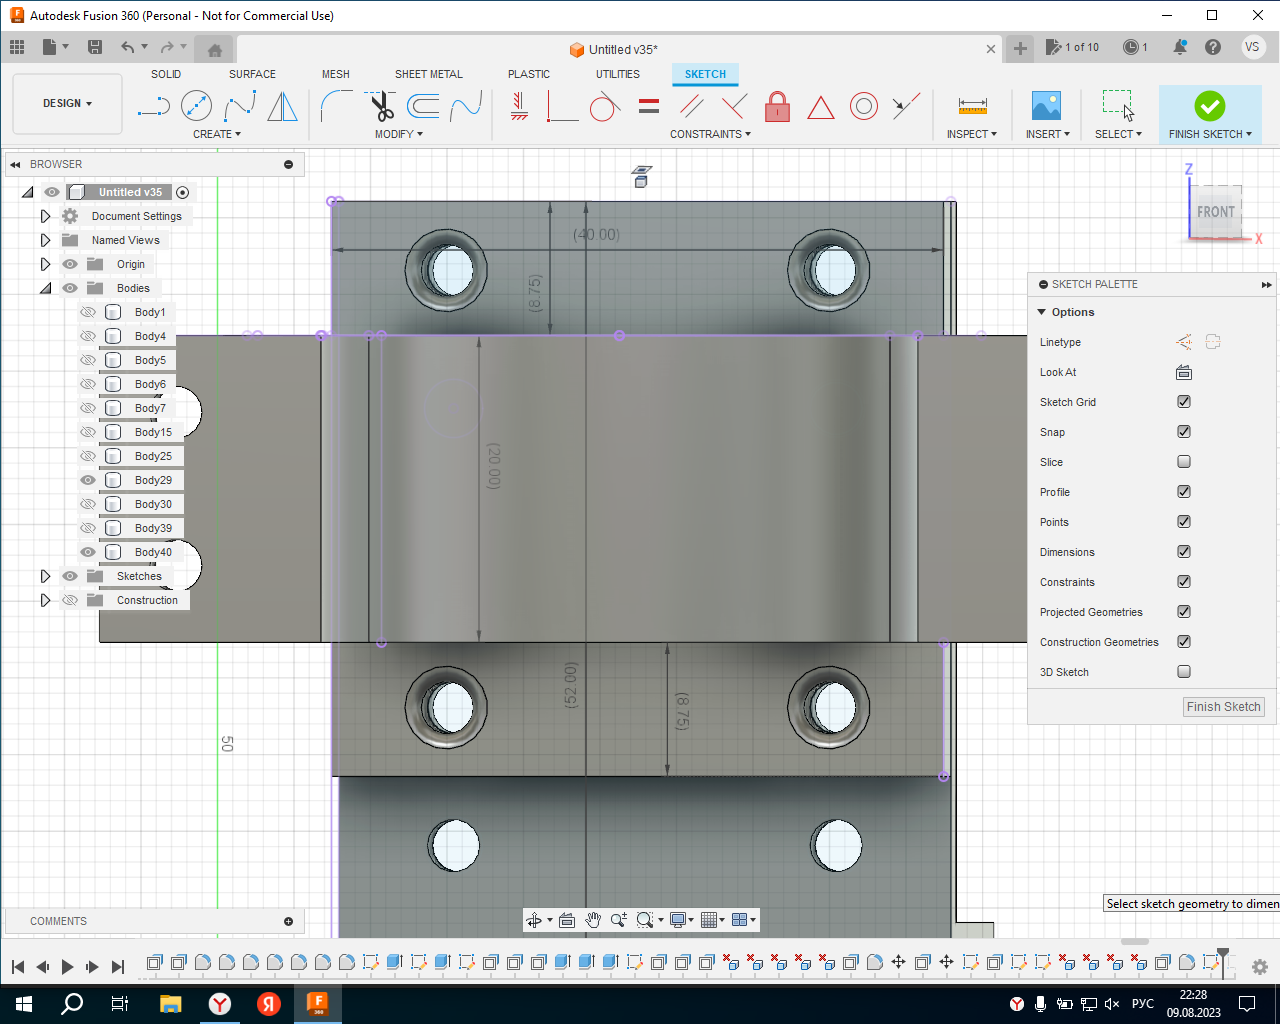 Autodesk Fusion 360 (Personal - Not for Commercial Use)
Untitled v35*
1 of 10
1
VS
DESIGN
SOLID
SURFACE
MESH
SHEET METAL
PLASTIC
UTILITIES
SKETCH
CREATE
MODIFY
CONSTRAINTS
INSPECT
INSERT
SELECT
FINISH SKETCH
BROWSER
Untitled v35
Document Settings
Named Views
Origin
Bodies
Body1
Body4
Body5
Body6
Body7
Body15
Body25
Body29
Body30
Body39
Body40
Sketches
Construction
(40.00)
(8.75)
(20.00)
(52.00)
(8.75)
50
Z
FRONT
X
SKETCH PALETTE
Options
Linetype
Look At
Sketch Grid
Snap
Slice
Profile
Points
Dimensions
Constraints
Projected Geometries
Construction Geometries
3D Sketch
Finish Sketch
Select sketch geometry to dimen
COMMENTS
F
360
РУС
22:28
09.08.2023